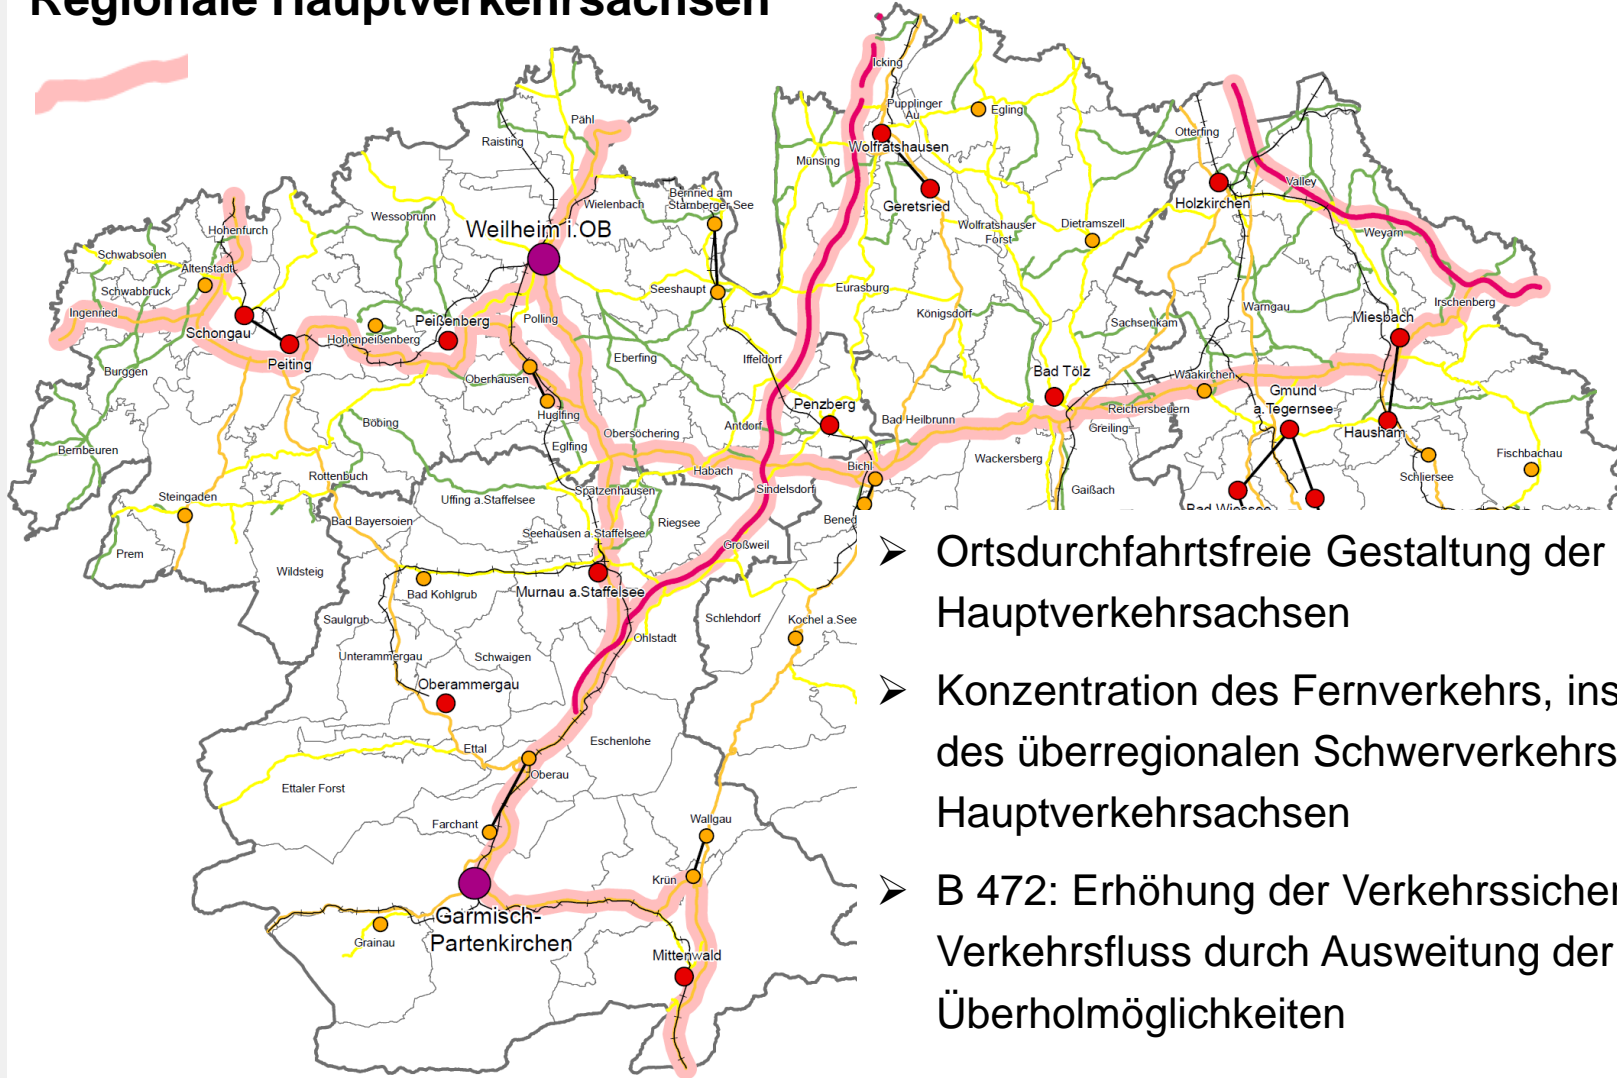 Regionale Hauptverkehrsachsen
Icking
Pupplinger
Au
Egling
Pähl
Raisting
Otterfing
Wolfratshausen
Münsing
Valley
Bernried am
Starnberger See
Wielenbach
Geretsried
Holzkirchen
Wessobrunn
Weilheim i.OB
Hohenfurch
Wolfratshauser
Forst
Dietramszell
Weyarn
Schwabsoien
Altenstadt
Schwabbruck
Seeshaupt
Eurasburg
Irschenberg
Ingenried
Königsdorf
Warngau
Miesbach
Schongau
Peißenberg
Polling
Sachsenkam
Hohenpeißenberg
Peiting
Eberfing
Iffeldorf
Burggen
Oberhausen
Bad Tölz
Waakirchen
Gmund
a.Tegernsee
Penzberg
Reichersbeuern
Huglfing
Bad Heilbrunn
Böbing
Antdorf
Greiling
Obersöchering
Hausham
Eglfing
Bernbeuren
Wackersberg
Fischbachau
Habach
Bichl
Schliersee
Rottenbuch
Steingaden
Spatzenhausen
Sindelsdorf
Gaißach
Uffing a.Staffelsee
Bad Wiessee
Bad Bayersoien
Riegsee
Bened
Seehausen a.Staffelsee
Großweil
Prem
Wildsteig
Bad Kohlgrub
Murnau a.Staffelsee
Saulgrub
Schlehdorf
Kochel a.See
Ohlstadt
Unterammergau
Schwaigen
Oberammergau
Eschenlohe
Ettal
Oberau
Ettaler Forst
Farchant
Wallgau
Krün
Garmisch-
Partenkirchen
Grainau
Mittenwald
➢ Ortsdurchfahrtsfreie Gestaltung der
Hauptverkehrsachsen
➢ Konzentration des Fernverkehrs, ins
des überregionalen Schwerverkehrs
Hauptverkehrsachsen
➢ B 472: Erhöhung der Verkehrssicher
Verkehrsfluss durch Ausweitung der
Überholmöglichkeiten